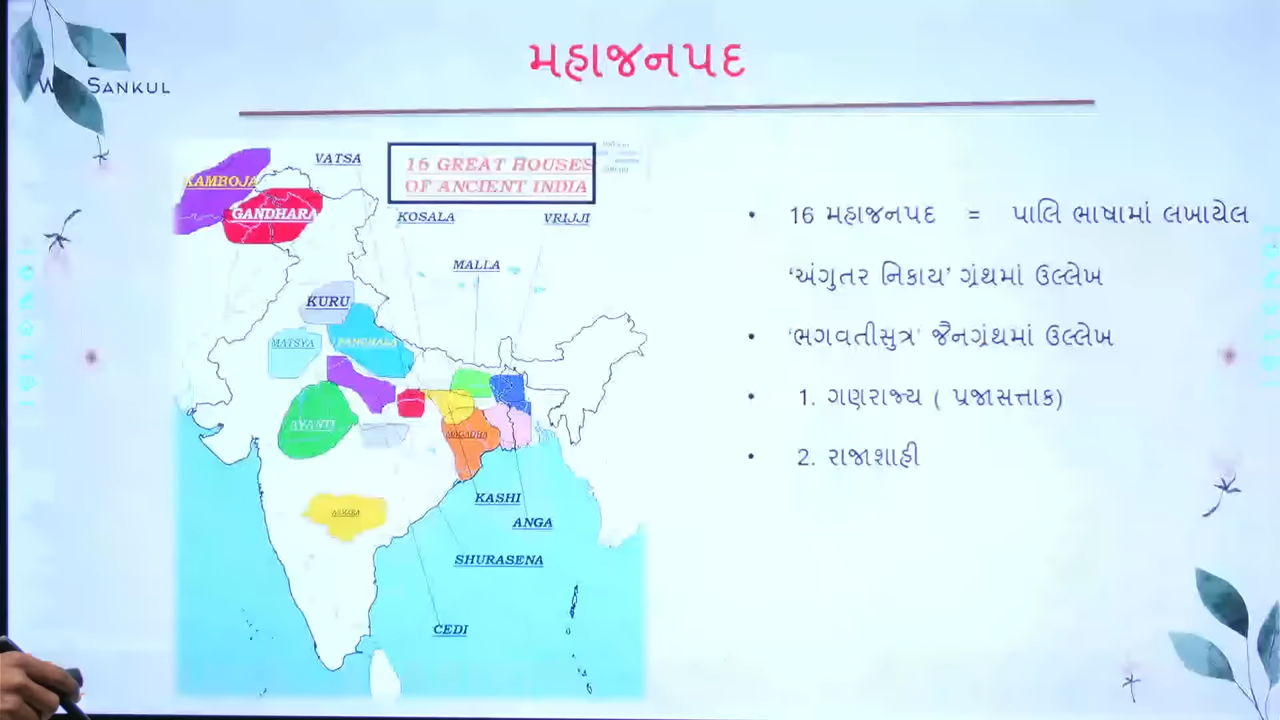 મહાજનપદ
SANKUL
16 GREAT HOUSES
OF ANCIENT INDIA
VATSA
KAMBOJA
GANDHARA
KOSALA
VRIJJI
MALLA
KURU
MATSYA
PANCHALA
AVANTI
MAGADHA
KASHI
ANGA
SHURASENA
CEDI
• 16 મહાજનપદ = પાલિ ભાષામાં લખાયેલ
‘અંગુતર નિકાય’ ગ્રંથમાં ઉલ્લેખ
• ‘ભગવતીસુત્ર’ જૈનગ્રંથમાં ઉલ્લેખ
• 1. ગણરાજ્ય ( પ્રજાસત્તાક)
• 2. રાજાશાહી